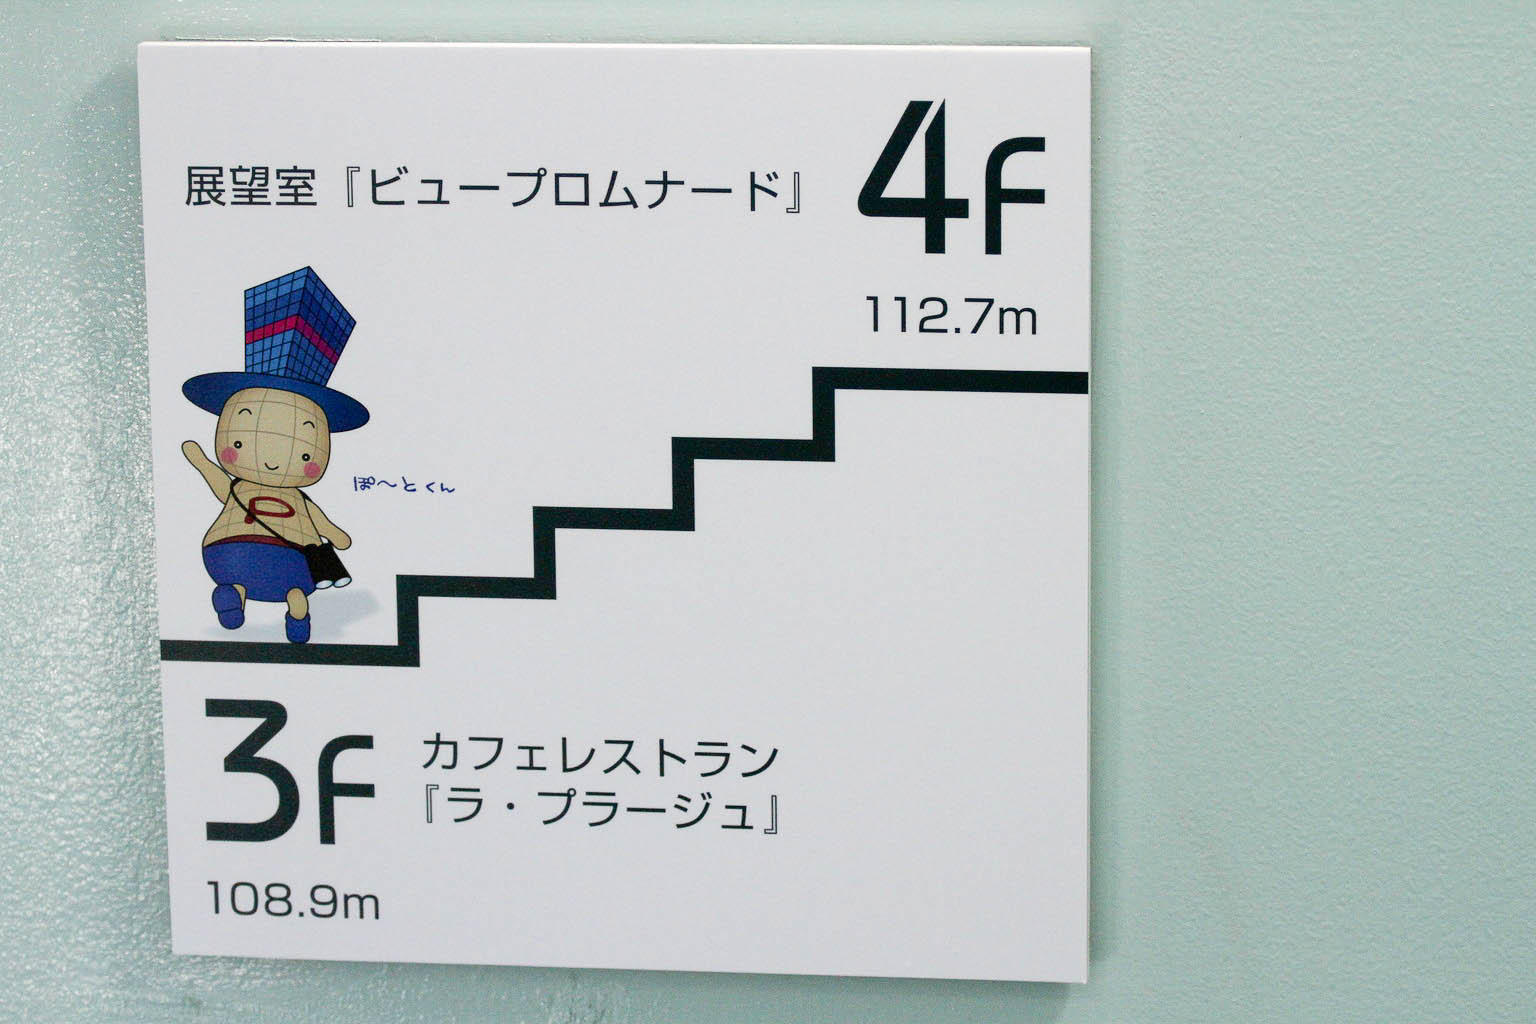 4F
展望室『ビュープロムナード』
112.7m
ぽ〜とくん
P
3F
カフェレストラン
『ラ・プラージュ』
108.9m